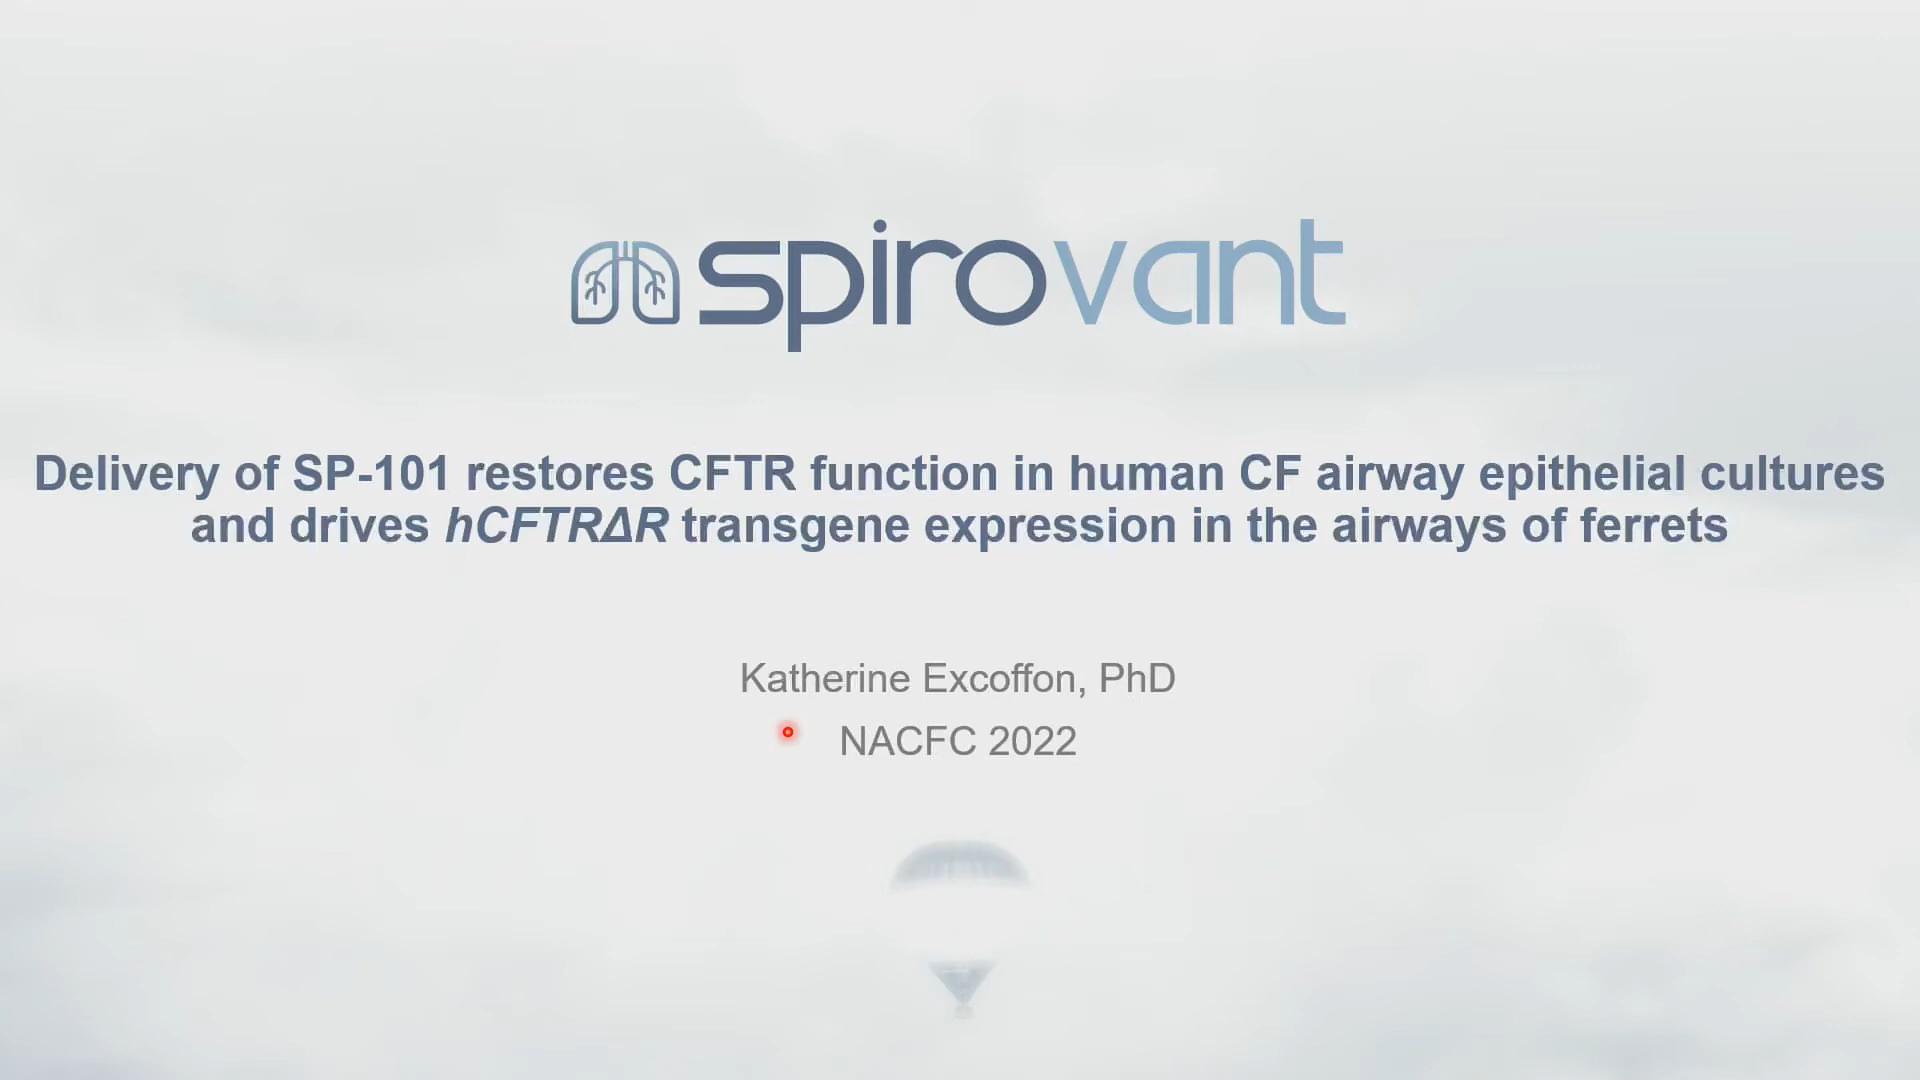 spirovant
Delivery of SP-101 restores CFTR function in human CF airway epithelial cultures
and drives hCFTRΔR transgene expression in the airways of ferrets
Katherine Excoffon, PhD
NACFC 2022